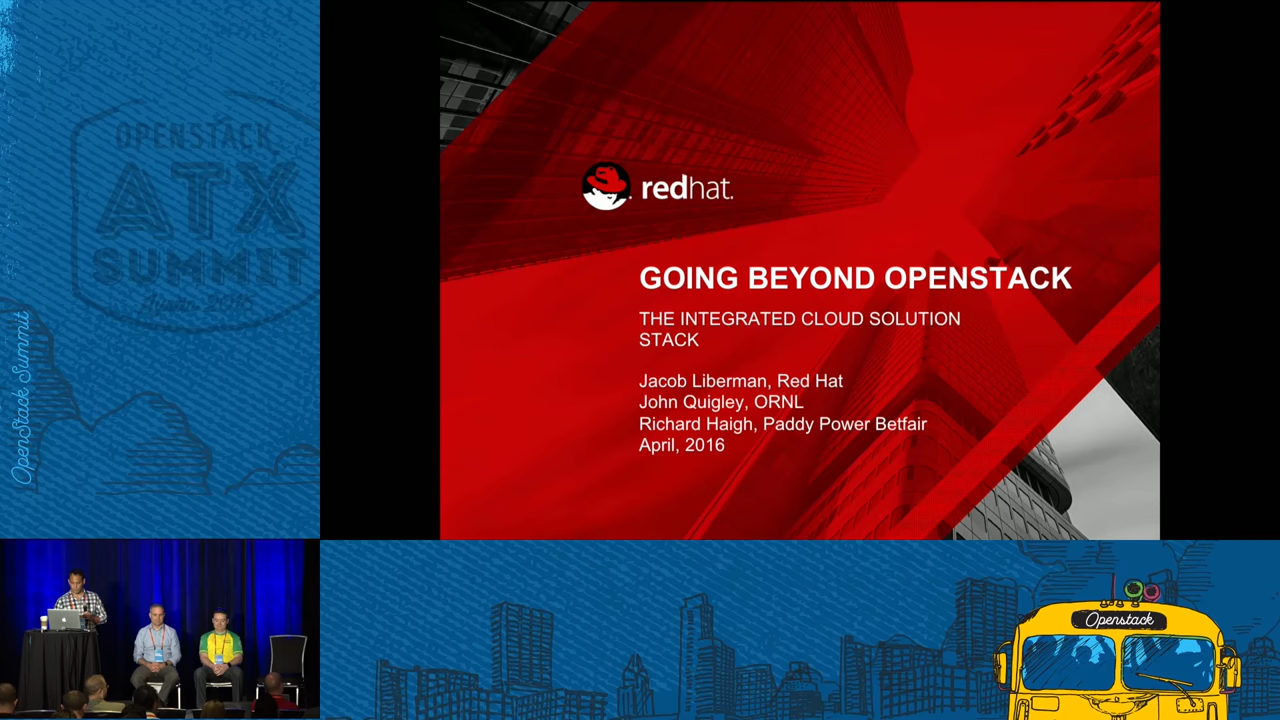 OPENSTACK
ATX
SUMMIT
OpenStack Summit
redhat.
GOING BEYOND OPENSTACK
THE INTEGRATED CLOUD SOLUTION
STACK
Jacob Liberman, Red Hat
John Quigley, ORNL
Richard Haigh, Paddy Power Betfair
April, 2016
Openstack